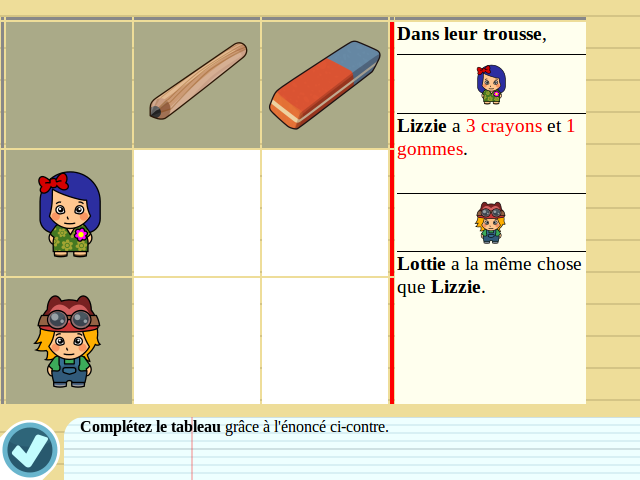 Dans leur trousse,
Lizzie a 3 crayons et 1
gommes.
Lottie a la même chose
que Lizzie.
Complétez le tableau grâce à l'énoncé ci-contre.